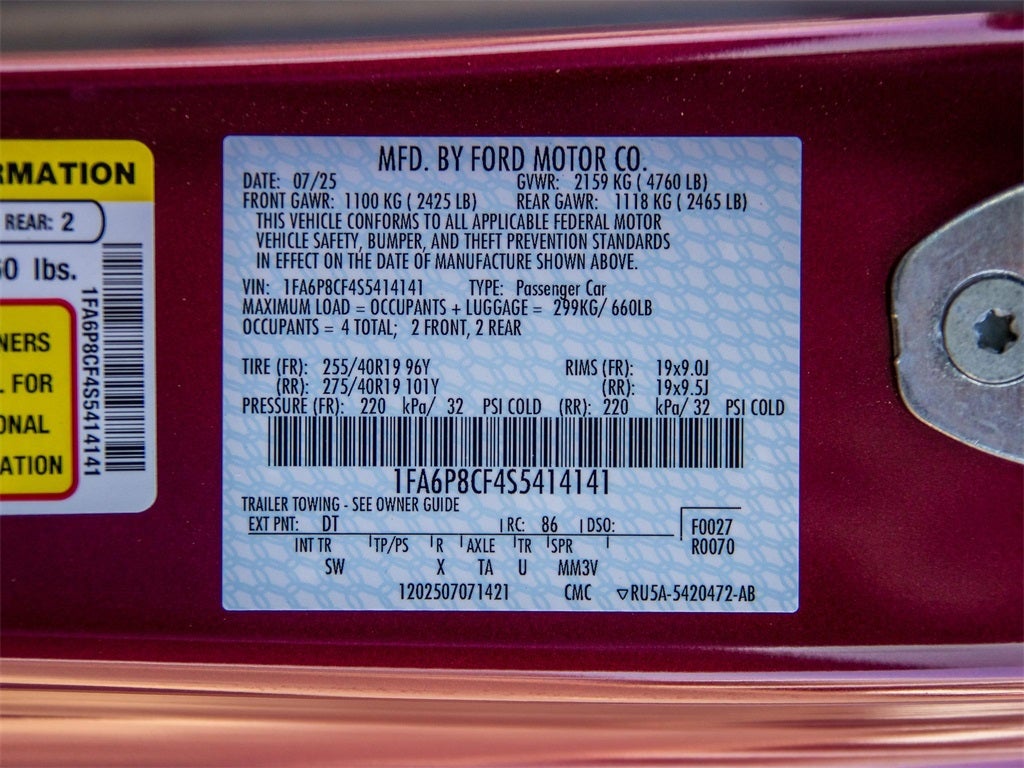 RMATION
REAR: 2
60 lbs.
NERS
FOR
ONAL
ATION
1FA6P8CF4S5414141
MFD. BY FORD MOTOR CO.
DATE: 07/25 GVWR: 2159 KG ( 4760 LB)
FRONT GAWR: 1100 KG ( 2425 LB) REAR GAWR: 1118 KG ( 2465 LB)
THIS VEHICLE CONFORMS TO ALL APPLICABLE FEDERAL MOTOR
VEHICLE SAFETY, BUMPER, AND THEFT PREVENTION STANDARDS
IN EFFECT ON THE DATE OF MANUFACTURE SHOWN ABOVE.
VIN: 1FA6P8CF4S5414141 TYPE: Passenger Car
MAXIMUM LOAD = OCCUPANTS + LUGGAGE = 299KG/ 660LB
OCCUPANTS = 4 TOTAL; 2 FRONT, 2 REAR
TIRE (FR): 255/40R19 96Y RIMS (FR): 19x9.0J
(RR): 275/40R19 101Y (RR): 19x9.5J
PRESSURE (FR): 220 kPa/ 32 PSI COLD (RR): 220 kPa/ 32 PSI COLD
1FA6P8CF4S5414141
TRAILER TOWING - SEE OWNER GUIDE
EXT PNT: DT RC: 86 DSO: F0027
INT TR TP/PS R AXLE TR SPR R0070
SW X TA U MM3V
1202507071421 CMC ▽RU5A-5420472-AB